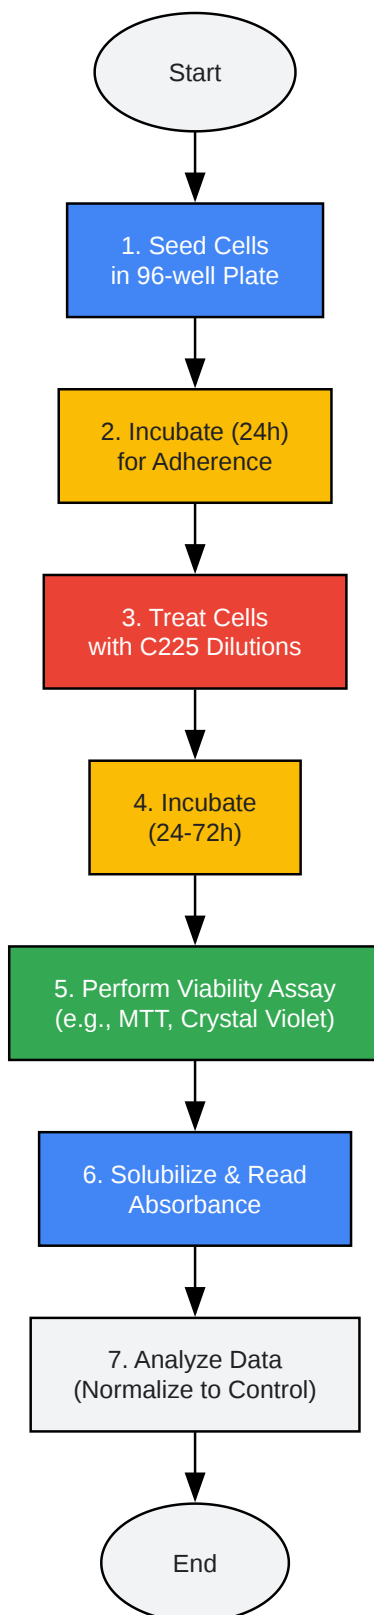 Start
1. Seed Cells
in 96-well Plate
2. Incubate (24h)
for Adherence
3. Treat Cells
with C225 Dilutions
4. Incubate
(24-72h)
5. Perform Viability Assay
(e.g., MTT, Crystal Violet)
6. Solubilize & Read
Absorbance
7. Analyze Data
(Normalize to Control)
End